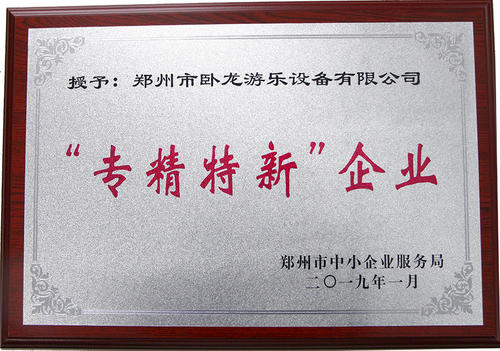 授予：郑州市卧龙游乐设备有限公司
“专精特新”企业
郑州市中小企业服务局
二〇一九年一月